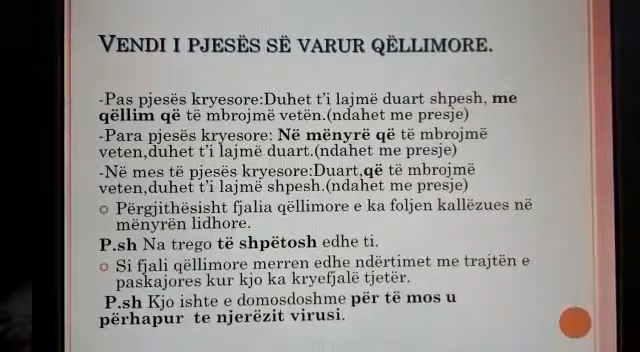 VENDI I PJESËS SË VARUR QËLLIMORE.
-Pas pjesës kryesore:Duhet t’i lajmë duart shpesh, me
qëllim që të mbrojmë vetën.(ndahet me presje)
-Para pjesës kryesore: Në mënyrë që të mbrojmë
veten,duhet t’i lajmë duart.(ndahet me presje)
-Në mes të pjesës kryesore:Duart,që të mbrojmë
veten,duhet t’i lajmë shpesh.(ndahet me presje)
Përgjithësisht fjalia qëllimore e ka foljen kallëzues në
mënyrën lidhore.
P.sh Na trego të shpëtosh edhe ti.
Si fjali qëllimore merren edhe ndërtimet me trajtën e
paskajores kur kjo ka kryefjalë tjetër.
P.sh Kjo ishte e domosdoshme për të mos u
përhapur te njerëzit virusi.